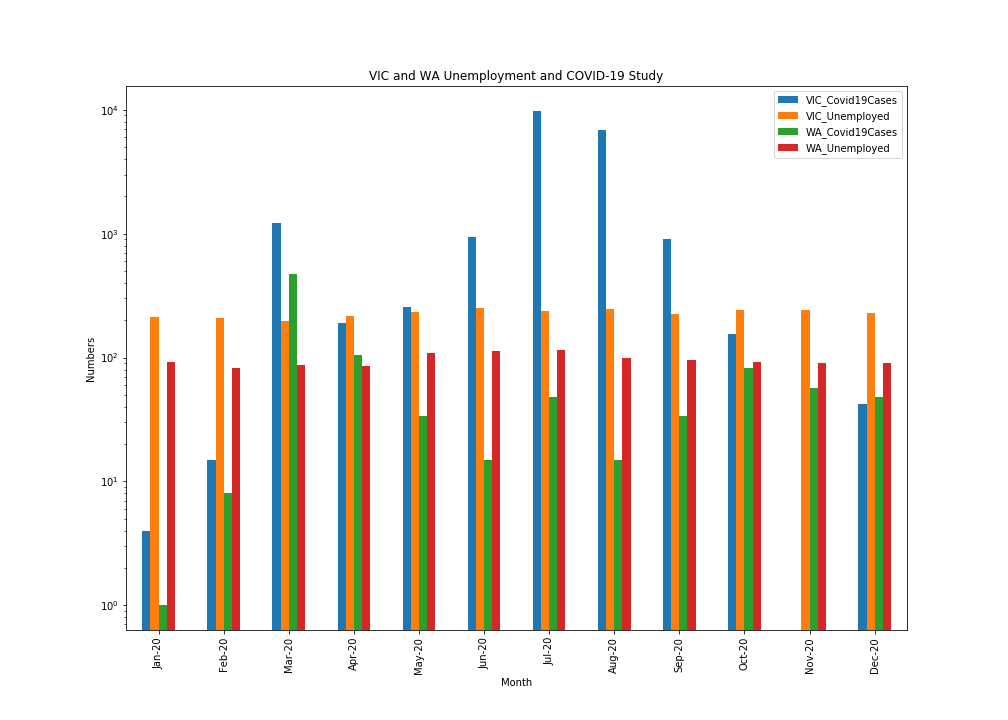 VIC and WA Unemployment and COVID-19 Study
VIC_Covid19Cases
VIC_Unemployed
WA_Covid19Cases
WA_Unemployed
10⁴
10³
10²
10¹
10⁰
Numbers
Jan-20
Feb-20
Mar-20
Apr-20
May-20
Jun-20
Jul-20
Aug-20
Sep-20
Oct-20
Nov-20
Dec-20
Month